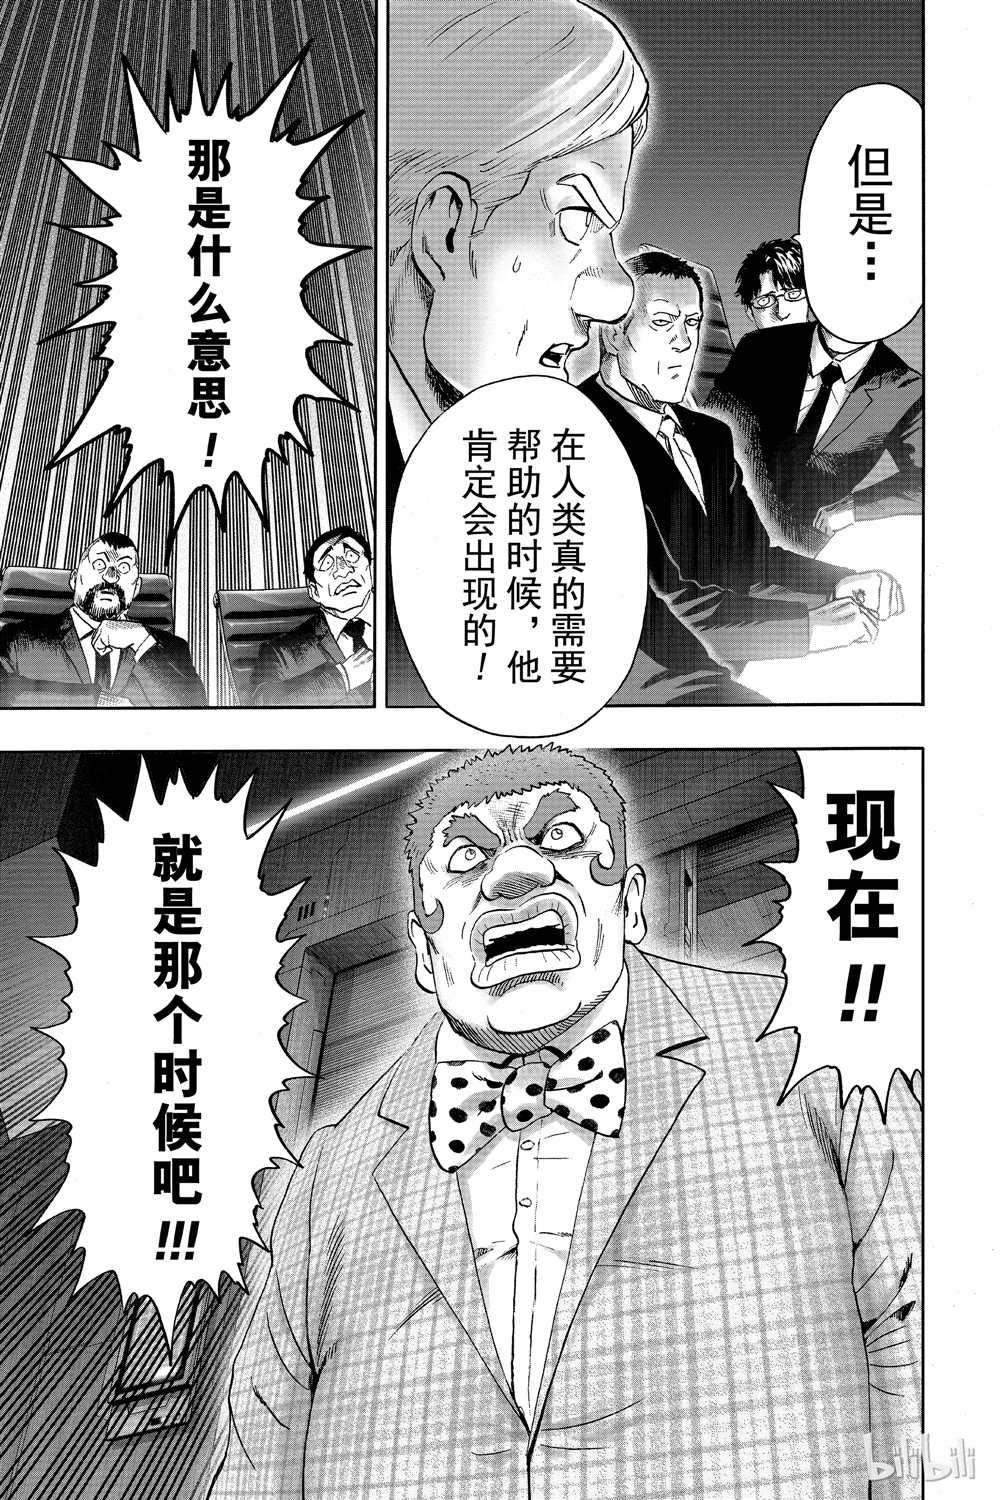 但是…
在人类真的需要
帮助的时候，他
肯定会出现的！
那是什么意思！
现在！！
就是那个时候吧！！！
bilibili